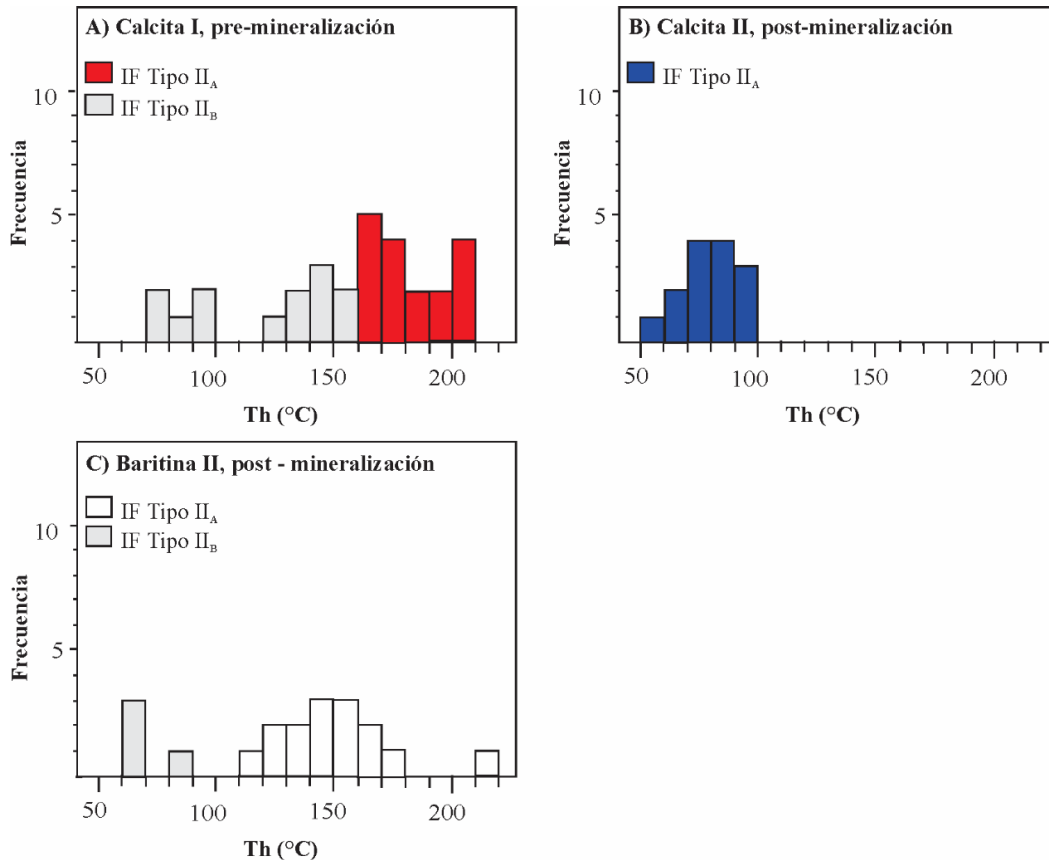 A) Calcita I, pre-mineralización
IF Tipo IIA
IF Tipo IIB
10
5
Frecuencia
50 100 150 200
Th (°C)
B) Calcita II, post-mineralización
IF Tipo IIA
10
5
Frecuencia
50 100 150 200
Th (°C)
C) Baritina II, post - mineralización
IF Tipo IIA
IF Tipo IIB
10
5
Frecuencia
50 100 150 200
Th (°C)